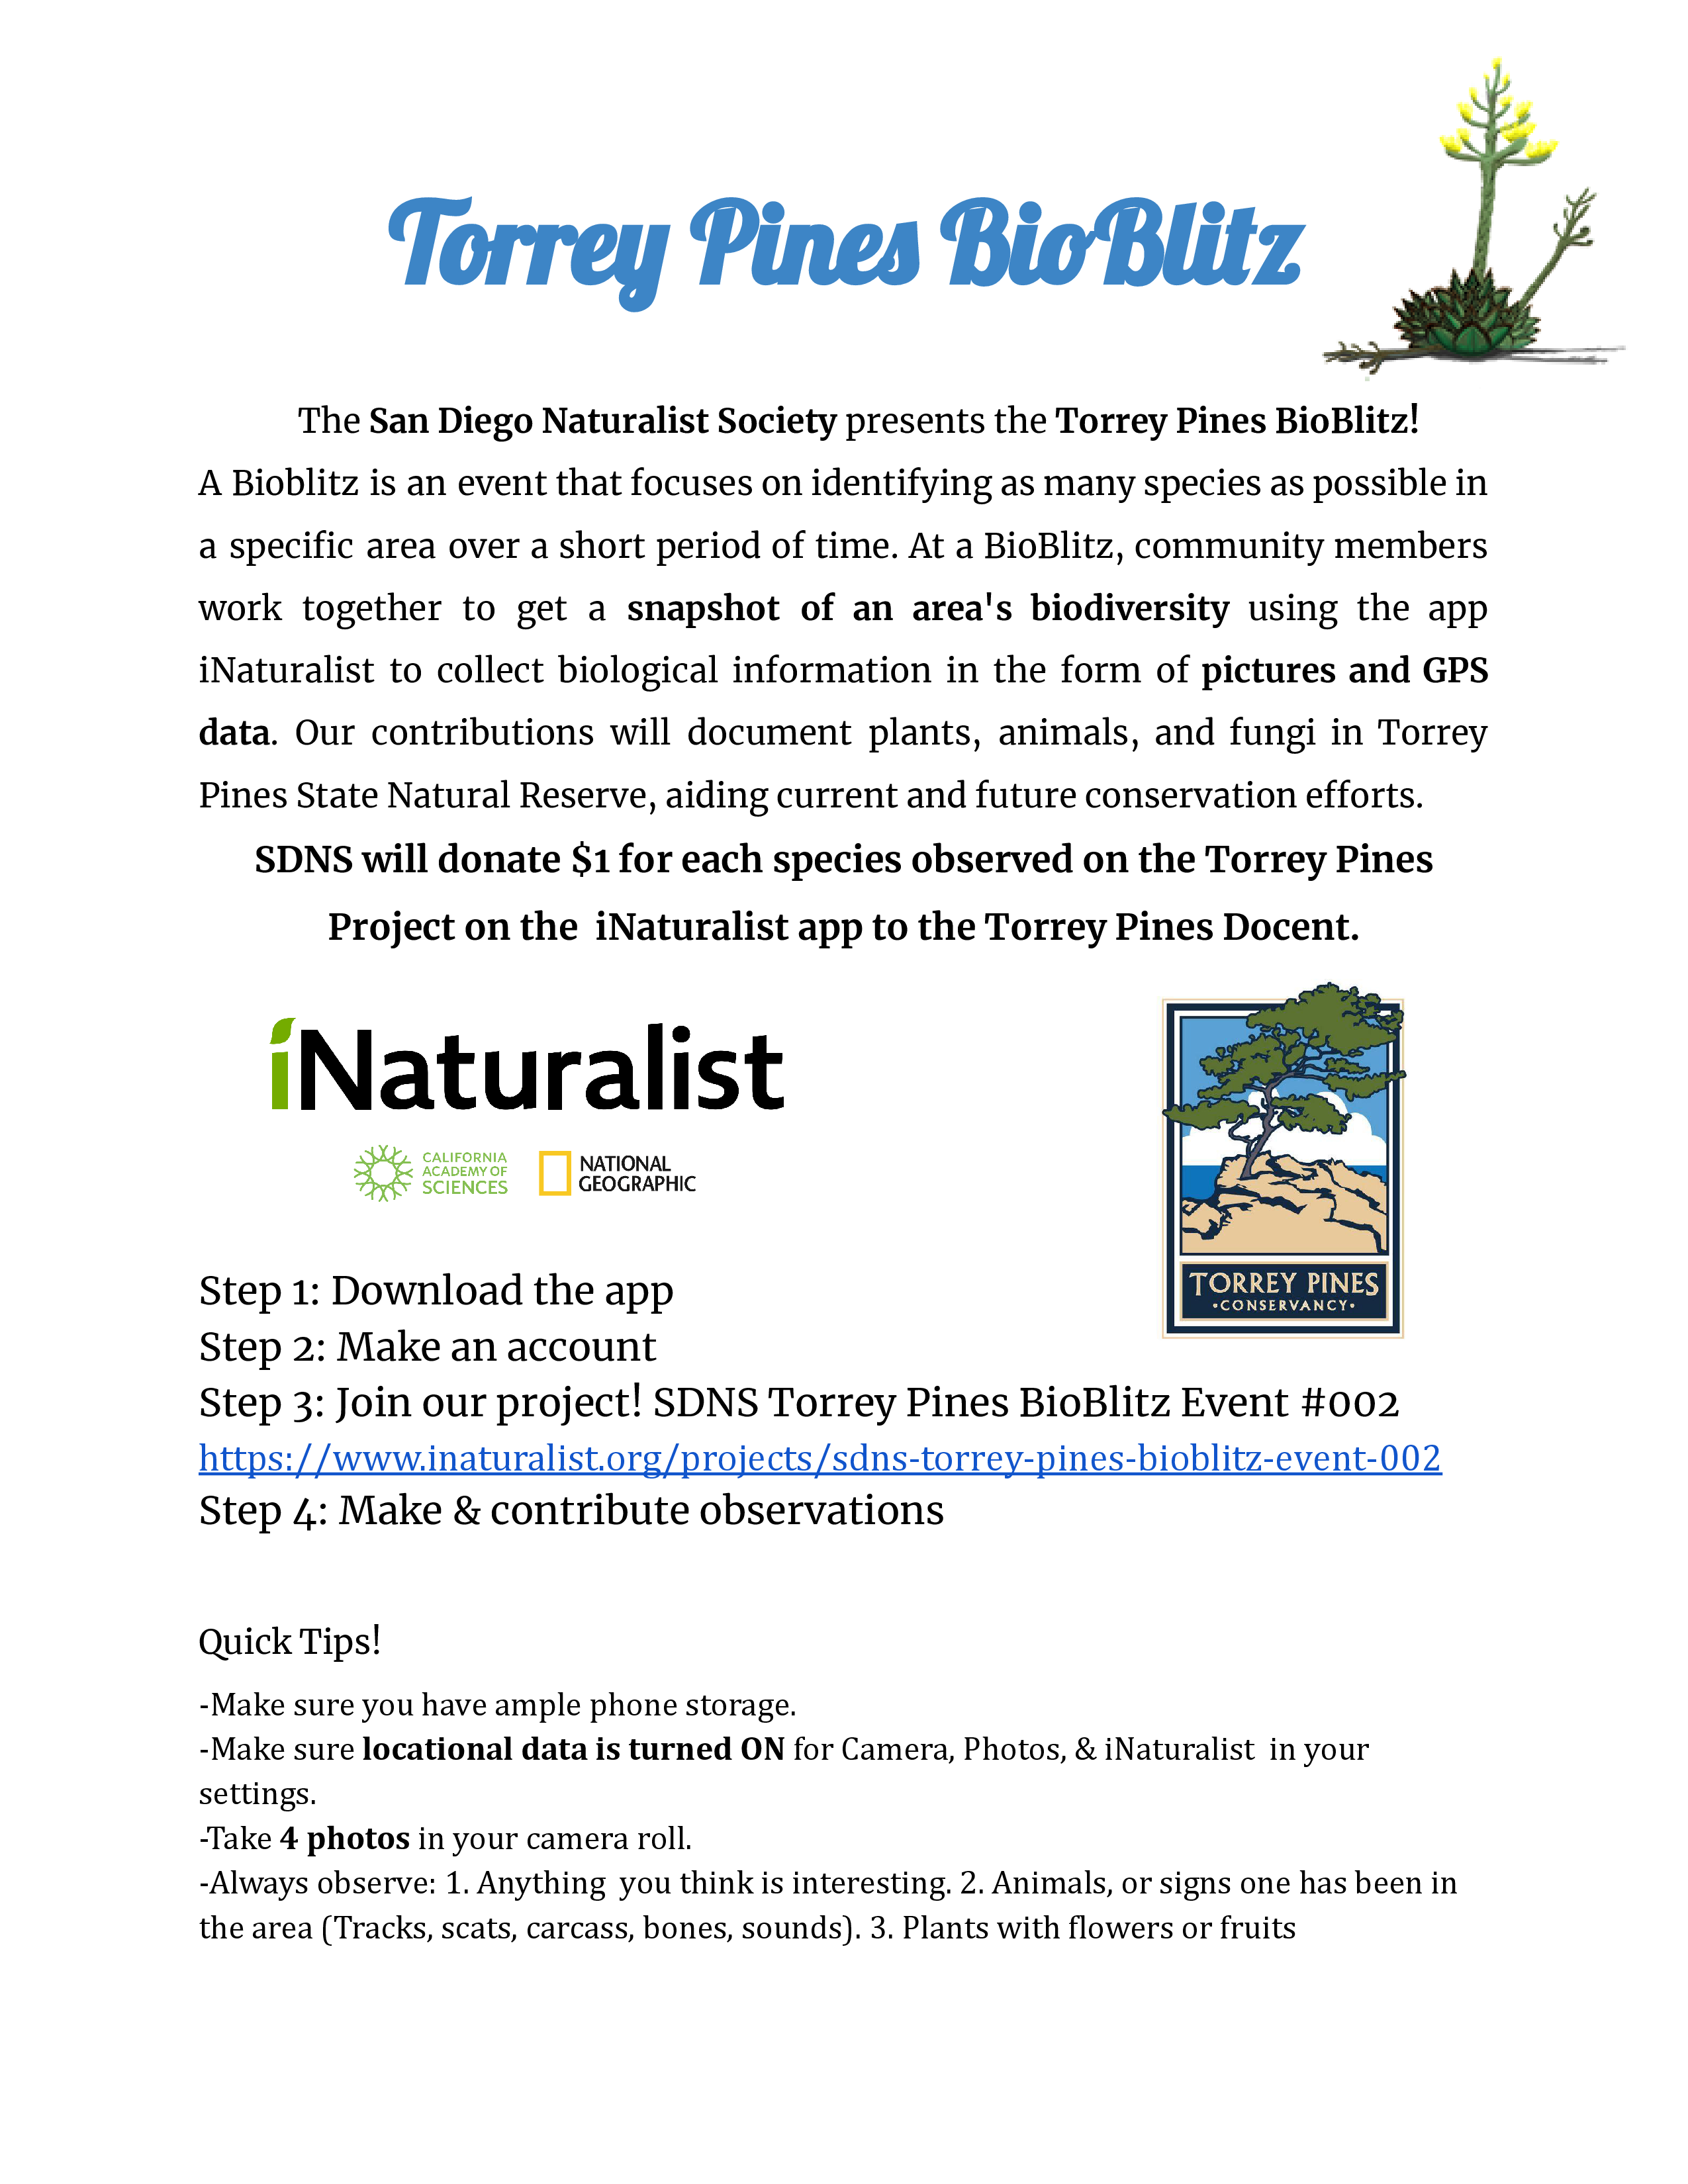 Torrey Pines BioBlitz
The San Diego Naturalist Society presents the Torrey Pines BioBlitz!
A Bioblitz is an event that focuses on identifying as many species as possible in
a specific area over a short period of time. At a BioBlitz, community members
work together to get a snapshot of an area's biodiversity using the app
iNaturalist to collect biological information in the form of pictures and GPS
data. Our contributions will document plants, animals, and fungi in Torrey
Pines State Natural Reserve, aiding current and future conservation efforts.
SDNS will donate $1 for each species observed on the Torrey Pines
Project on the  iNaturalist app to the Torrey Pines Docent.
iNaturalist
CALIFORNIA
ACADEMY OF
SCIENCES
NATIONAL
GEOGRAPHIC
TORREY PINES
•CONSERVANCY•
Step 1: Download the app
Step 2: Make an account
Step 3: Join our project! SDNS Torrey Pines BioBlitz Event #002
https://www.inaturalist.org/projects/sdns-torrey-pines-bioblitz-event-002
Step 4: Make & contribute observations
Quick Tips!
-Make sure you have ample phone storage.
-Make sure locational data is turned ON for Camera, Photos, & iNaturalist  in your
settings.
-Take 4 photos in your camera roll.
-Always observe: 1. Anything  you think is interesting. 2. Animals, or signs one has been in
the area (Tracks, scats, carcass, bones, sounds). 3. Plants with flowers or fruits